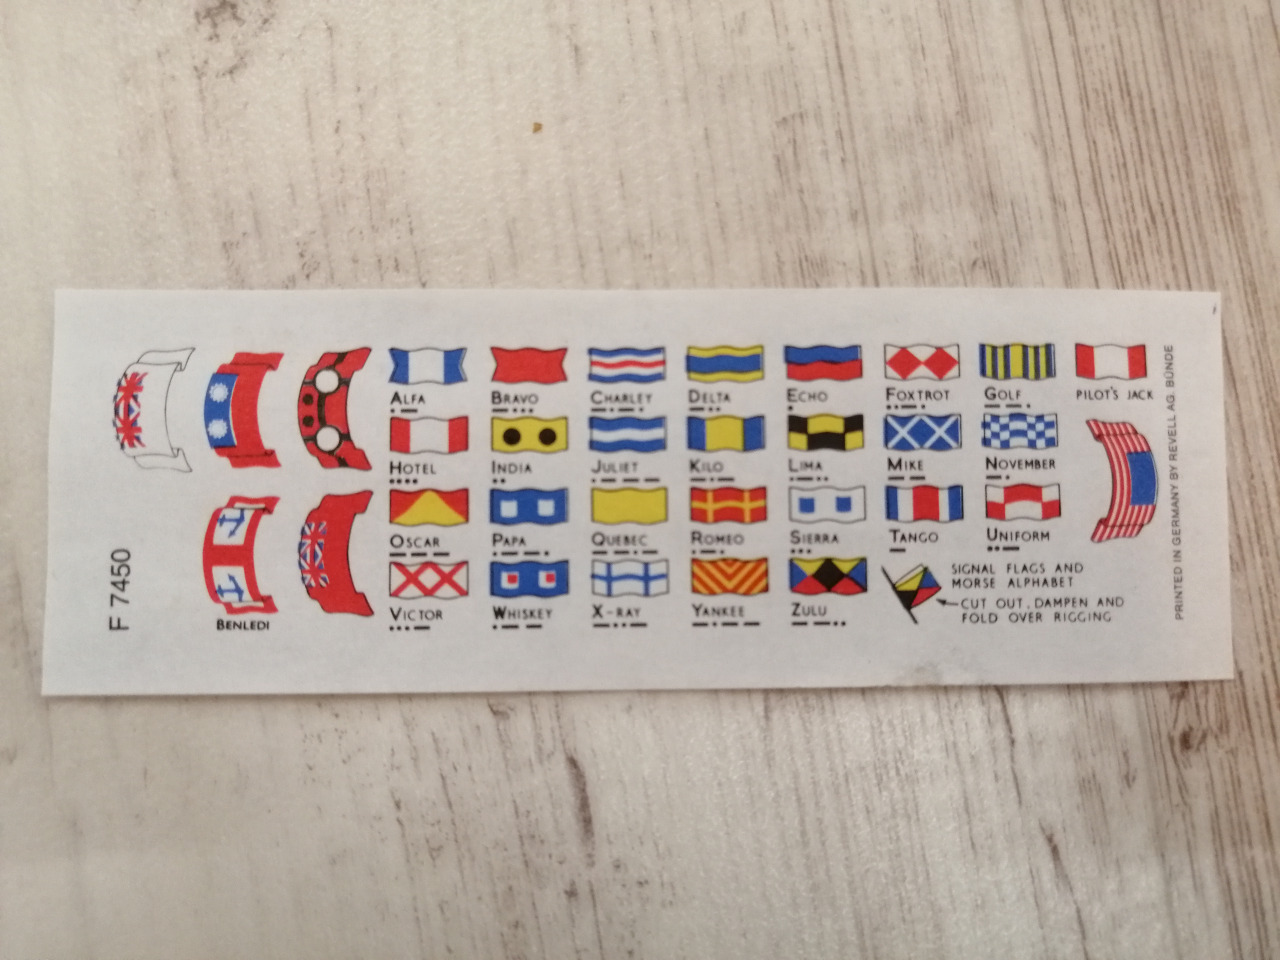 F 7450
BENLEDI
ALFA
BRAVO
CHARLEY
DELTA
ECHO
FOXTROT
GOLF
PILOT'S JACK
HOTEL
INDIA
JULIET
KILO
LIMA
MIKE
NOVEMBER
OSCAR
PAPA
QUEBEC
ROMEO
SIERRA
TANGO
UNIFORM
VICTOR
WHISKEY
X-RAY
YANKEE
ZULU
SIGNAL FLAGS AND
MORSE ALPHABET
CUT OUT, DAMPEN AND
FOLD OVER RIGGING
PRINTED IN GERMANY BY REVELL AG. BÜNDE